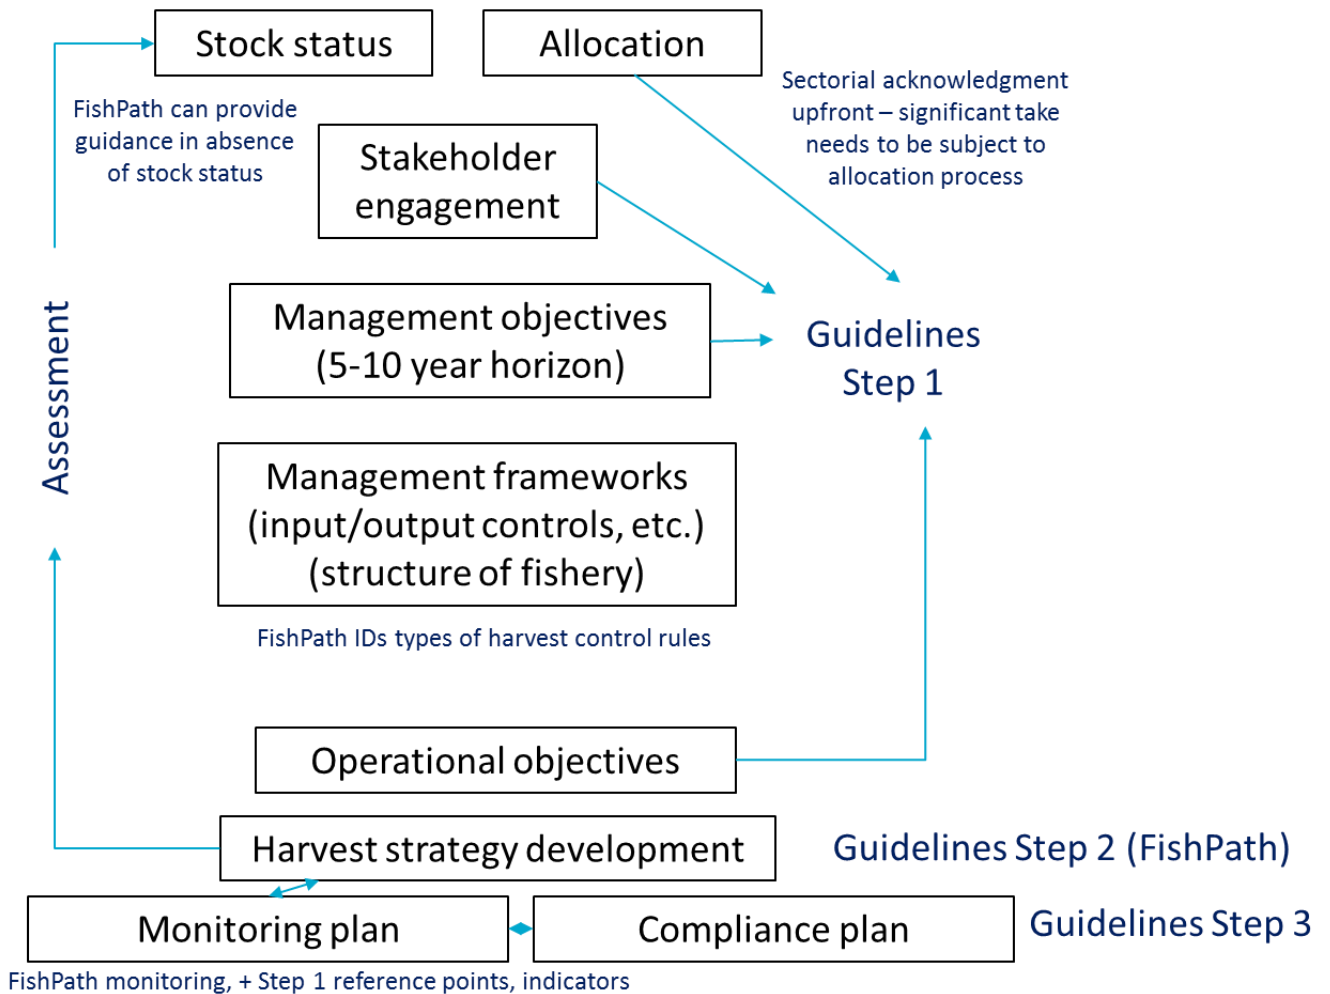 Stock status
Allocation
Sectorial acknowledgment
upfront – significant take
needs to be subject to
allocation process
FishPath can provide
guidance in absence
of stock status
Stakeholder
engagement
Management objectives
(5-10 year horizon)
Guidelines
Step 1
Assessment
Management frameworks
(input/output controls, etc.)
(structure of fishery)
FishPath IDs types of harvest control rules
Operational objectives
Harvest strategy development
Guidelines Step 2 (FishPath)
Monitoring plan
Compliance plan
Guidelines Step 3
FishPath monitoring, + Step 1 reference points, indicators